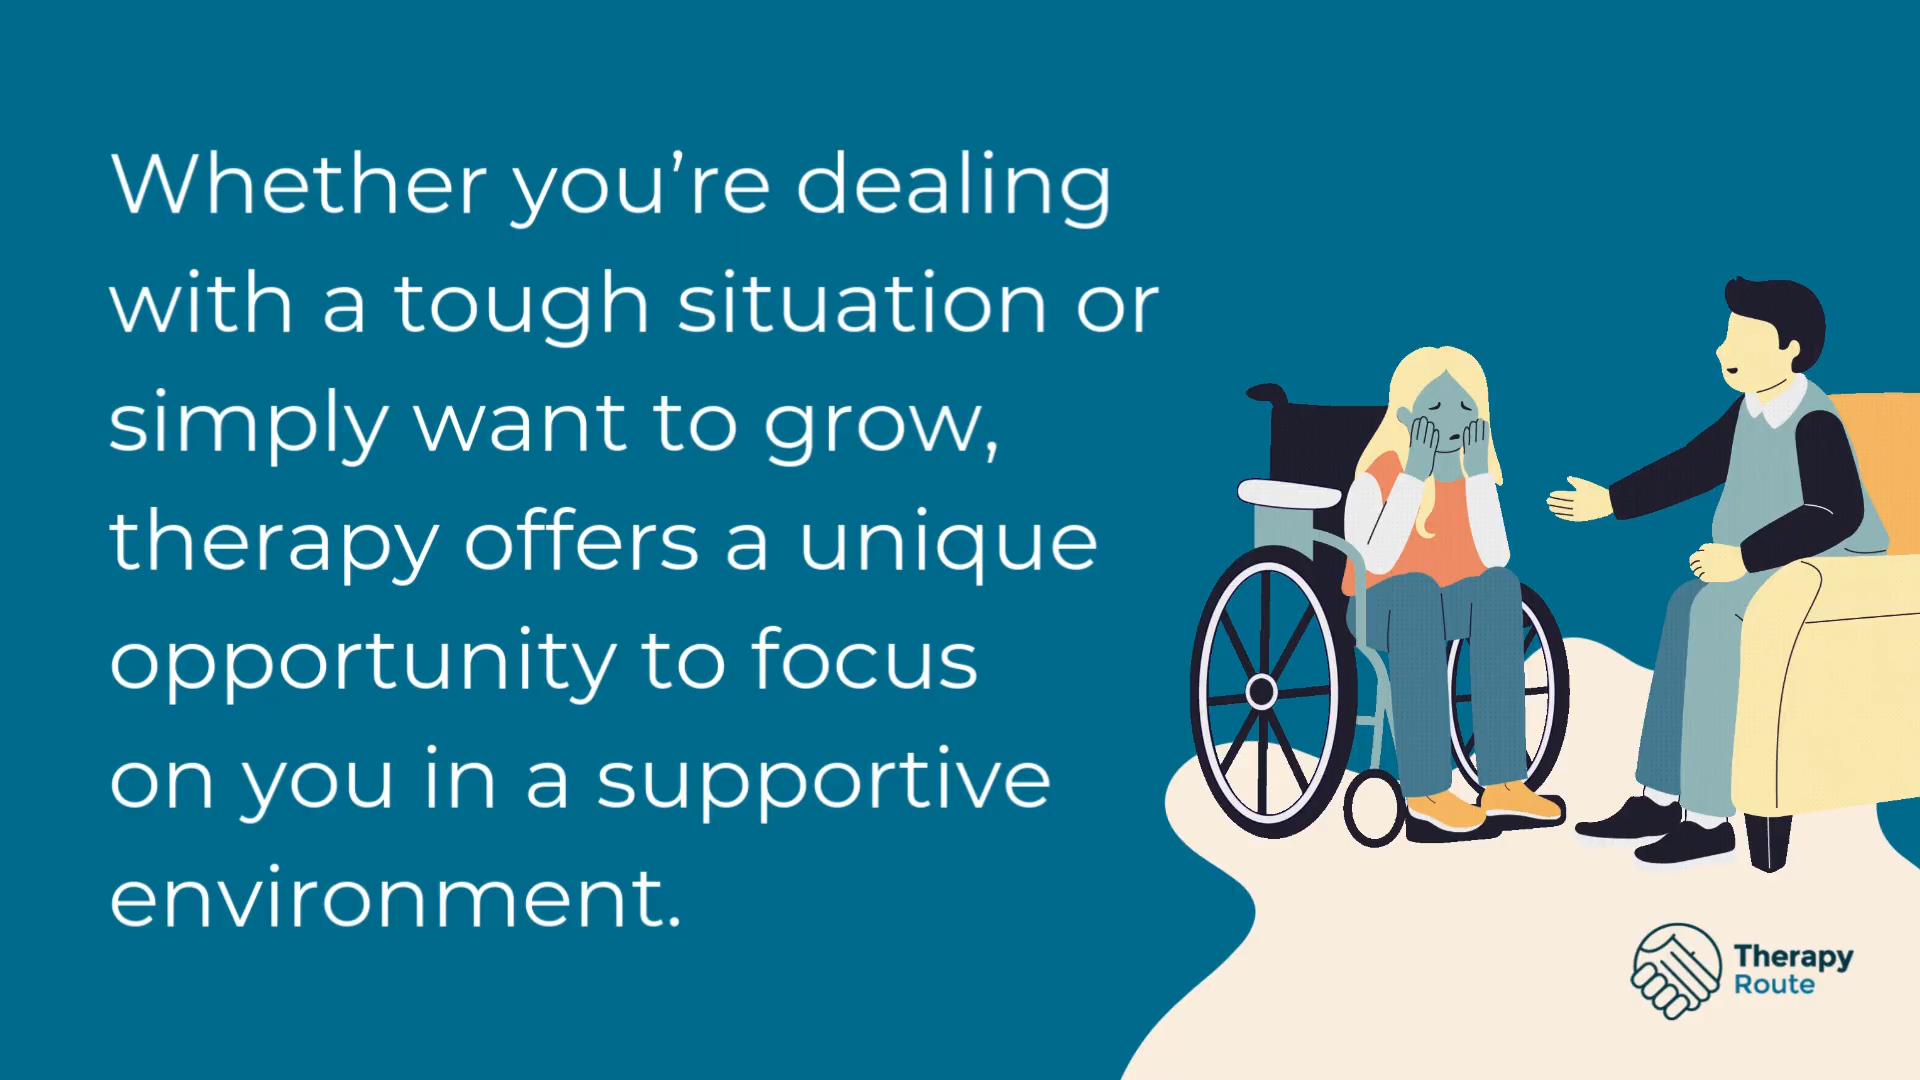 Whether you’re dealing
with a tough situation or
simply want to grow,
therapy offers a unique
opportunity to focus
on you in a supportive
environment.
Therapy
Route